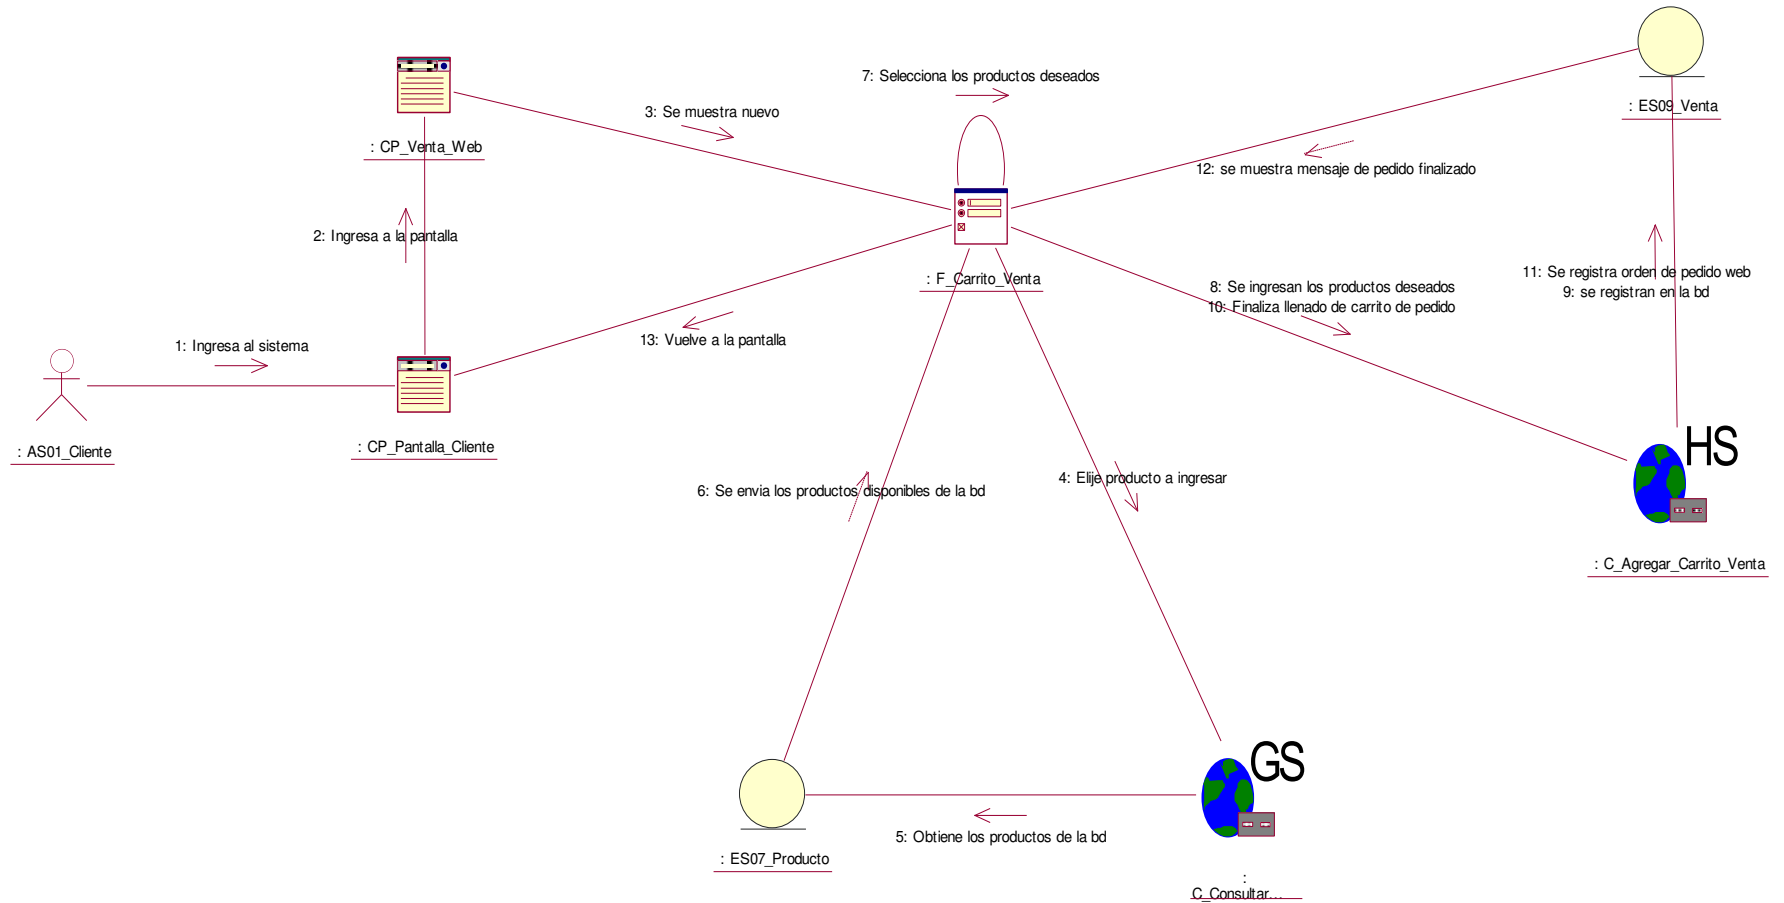 : ES09_Venta
7: Selecciona los productos deseados
3: Se muestra nuevo
: CP_Venta_Web
12: se muestra mensaje de pedido finalizado
2: Ingresa a la pantalla
: F_Carrito_Venta
11: Se registra orden de pedido web
9: se registran en la bd
8: Se ingresan los productos deseados
10: Finaliza llenado de carrito de pedido
1: Ingresa al sistema
13: Vuelve a la pantalla
: AS01_Cliente
: CP_Pantalla_Cliente
HS
6: Se envia los productos disponibles de la bd
4: Elije producto a ingresar
: C_Agregar_Carrito_Venta
GS
5: Obtiene los productos de la bd
: ES07_Producto
:
C_Consultar...